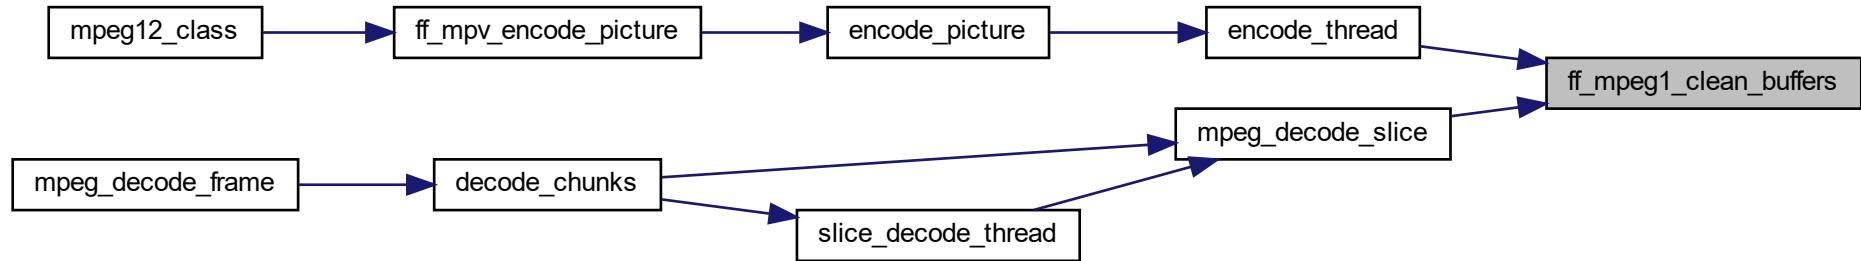 mpeg12_class
ff_mpv_encode_picture
encode_picture
encode_thread
ff_mpeg1_clean_buffers
mpeg_decode_slice
mpeg_decode_frame
decode_chunks
slice_decode_thread